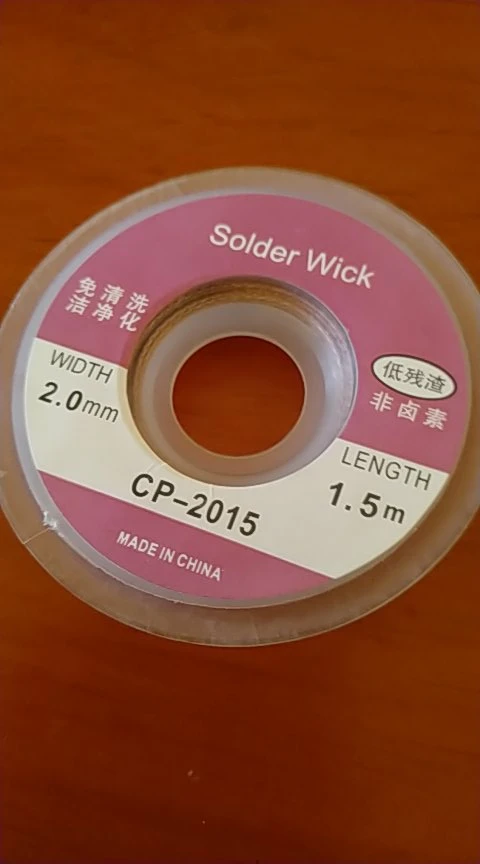 Solder Wick
免清洗
洁净化
低残渣
非卤素
WIDTH
2.0mm
LENGTH
1.5m
CP-2015
MADE IN CHINA